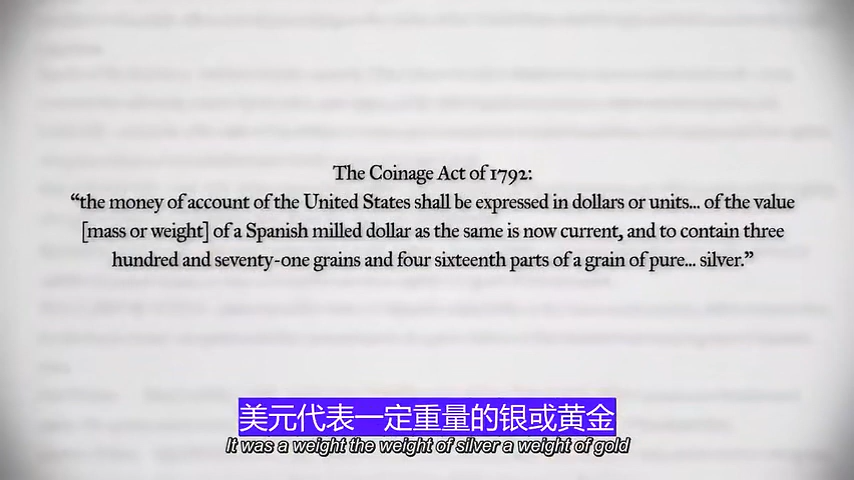 The Coinage Act of 1792:
“the money of account of the United States shall be expressed in dollars or units... of the value
[mass or weight] of a Spanish milled dollar as the same is now current, and to contain three
hundred and seventy-one grains and four sixteenth parts of a grain of pure... silver.”
美元代表一定重量的银或黄金
It was a weight the weight of silver a weight of gold